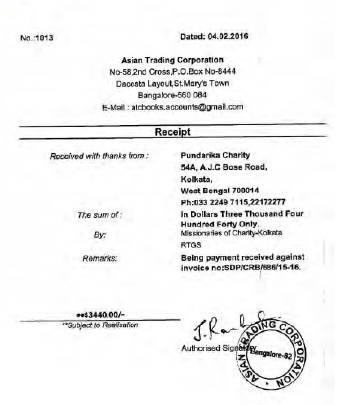 No.:1013
Dated: 04.02.2016
Asian Trading Corporation
No-58,2nd Cross,P.O.Box No-8444
Dacosta Layout,St.Mary's Town
Bangalore-560 084
E-Mail : atcbooks.accounts@gmail.com
Receipt
Received with thanks from :
Pundarika Charity
54A, A.J.C Bose Road,
Kolkata,
West Bengal 700014
Ph:033 2249 7115,22172277
The sum of :
In Dollars Three Thousand Four
Hundred Forty Only.
By:
Missionaries of Charity-Kolkata
RTGS
Remarks:
Being payment received against
invoice no:SDP/CRB/686/15-16.
**$3440.00/-
**Subject to Realisation
Authorised Signatory
ASIAN TRADING CORPORATION
Bangalore-82